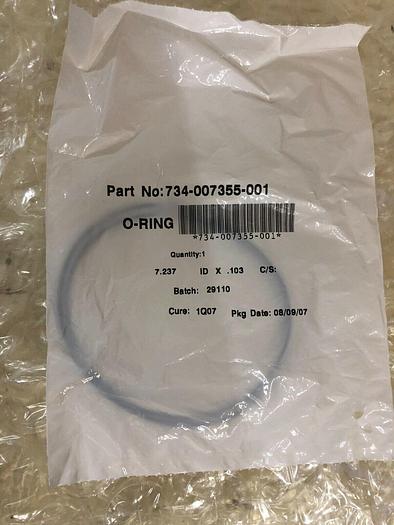 Part No:734-007355-001
O-RING
*734-007355-001*
Quantity:1
7.237 ID X .103 C/S:
Batch: 29110
Cure: 1Q07 Pkg Date: 08/09/07